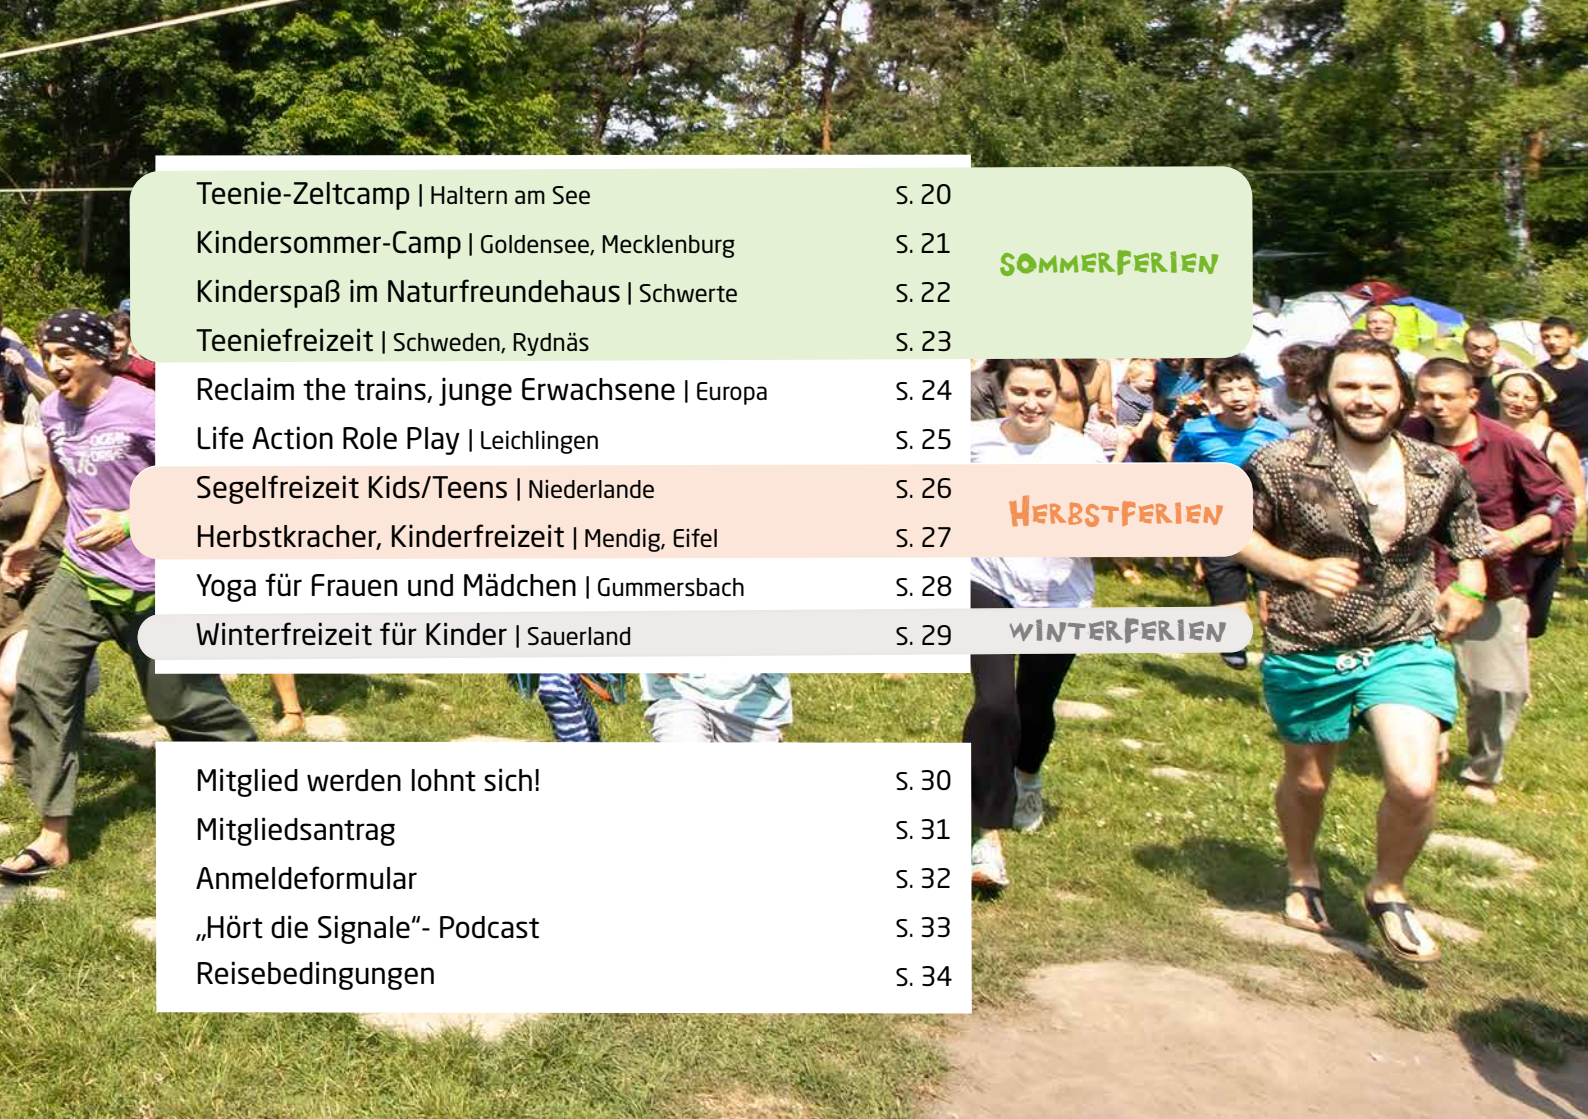 Teenie-Zeltcamp | Haltern am See S. 20
Kindersommer-Camp | Goldensee, Mecklenburg S. 21
SOMMERFERIEN
Kinderspaß im Naturfreundehaus | Schwerte S. 22
Teeniefreizeit | Schweden, Rydnäs S. 23
Reclaim the trains, junge Erwachsene | Europa S. 24
Life Action Role Play | Leichlingen S. 25
Segelfreizeit Kids/Teens | Niederlande S. 26
HERBSTFERIEN
Herbstkracher, Kinderfreizeit | Mendig, Eifel S. 27
Yoga für Frauen und Mädchen | Gummersbach S. 28
Winterfreizeit für Kinder | Sauerland S. 29
WINTERFERIEN
Mitglied werden lohnt sich! S. 30
Mitgliedsantrag S. 31
Anmeldeformular S. 32
„Hört die Signale“- Podcast S. 33
Reisebedingungen S. 34